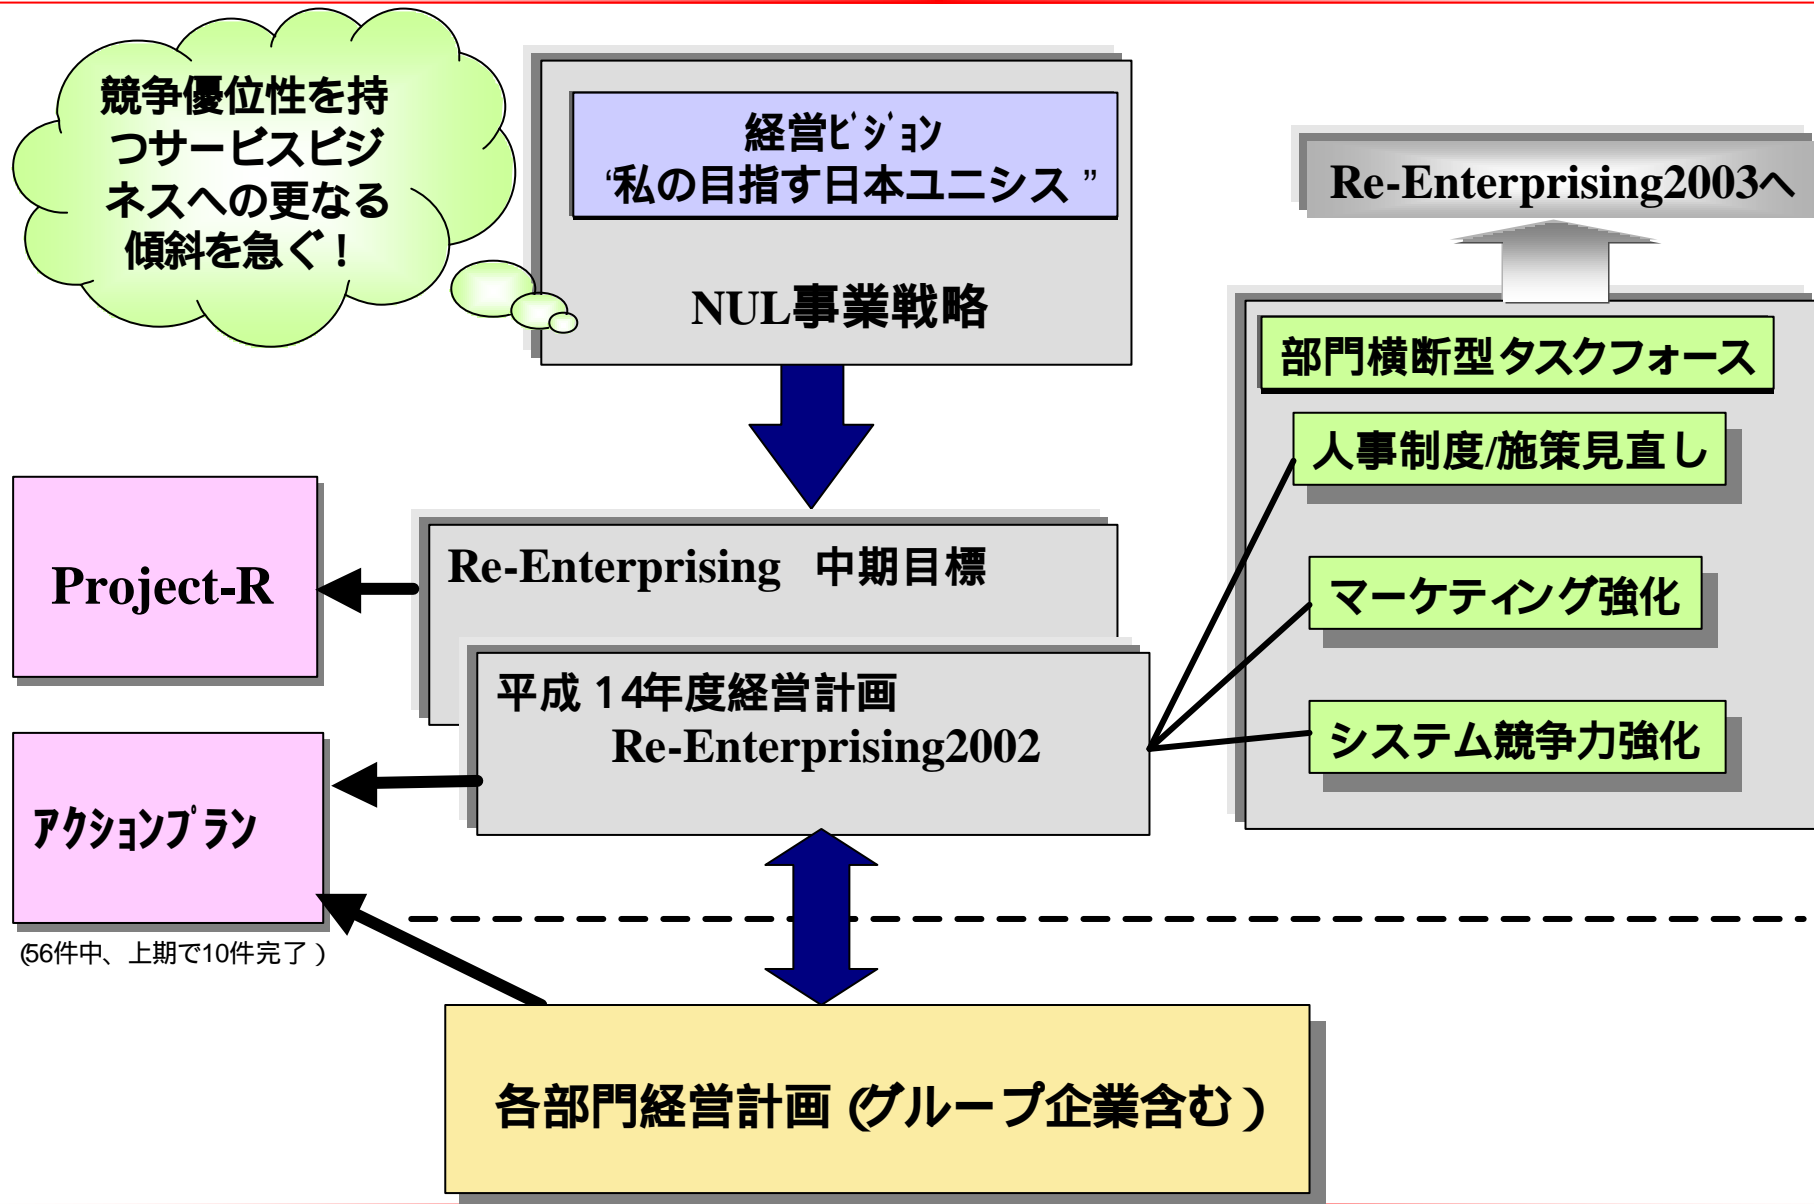 競争優位性を持
つサービスビジ
ネスへの更なる
傾斜を急ぐ！
経営ﾋﾞｼﾞｮﾝ
“私の目指す日本ユニシス”
NUL事業戦略
Re-Enterprising2003へ
部門横断型タスクフォース
人事制度/施策見直し
マーケティング強化
システム競争力強化
Project-R
Re-Enterprising 中期目標
平成14年度経営計画
Re-Enterprising2002
ｱｸｼｮﾝﾌﾟﾗﾝ
(56件中、上期で10件完了)
各部門経営計画(グループ企業含む)